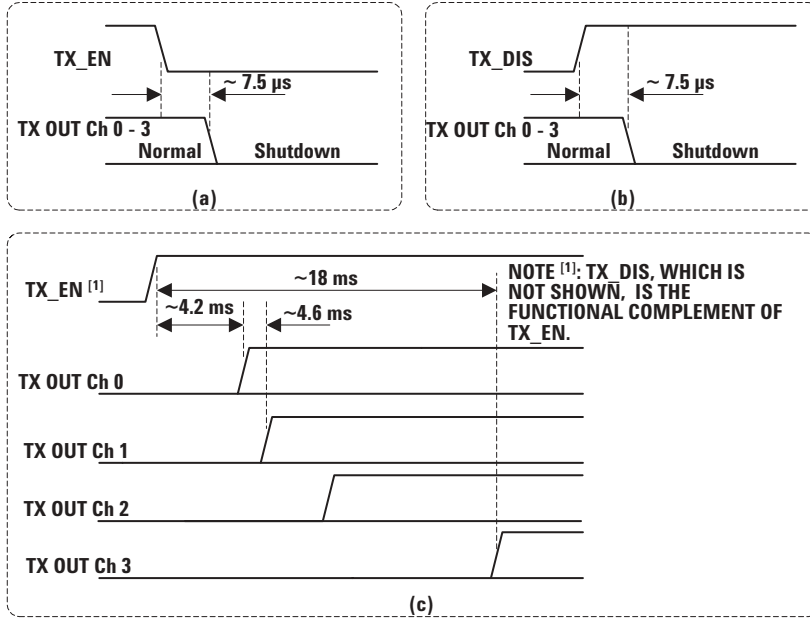 TX_EN
~ 7.5 µs
TX OUT Ch 0 - 3
Normal Shutdown
(a)
TX_DIS
~ 7.5 µs
TX OUT Ch 0 - 3
Normal Shutdown
(b)
TX_EN [1]
~18 ms
~4.2 ms
~4.6 ms
NOTE [1]: TX_DIS, WHICH IS
NOT SHOWN, IS THE
FUNCTIONAL COMPLEMENT OF
TX_EN.
TX OUT Ch 0
TX OUT Ch 1
TX OUT Ch 2
TX OUT Ch 3
(c)